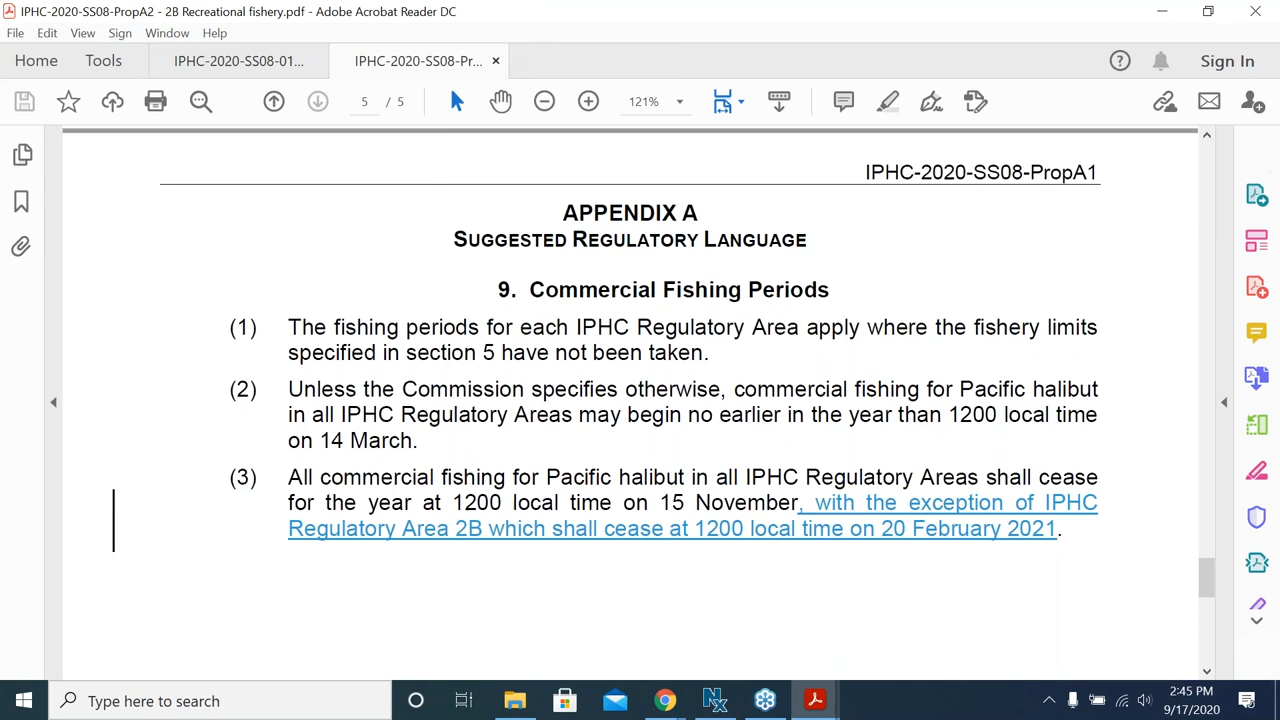 IPHC-2020-SS08-PropA2 - 2B Recreational fishery.pdf - Adobe Acrobat Reader DC
File Edit View Sign Window Help
Home Tools IPHC-2020-SS08-01... IPHC-2020-SS08-Pr... × Sign In
5 / 5 121%
IPHC-2020-SS08-PropA1
APPENDIX A
SUGGESTED REGULATORY LANGUAGE
9. Commercial Fishing Periods
(1) The fishing periods for each IPHC Regulatory Area apply where the fishery limits
specified in section 5 have not been taken.
(2) Unless the Commission specifies otherwise, commercial fishing for Pacific halibut
in all IPHC Regulatory Areas may begin no earlier in the year than 1200 local time
on 14 March.
(3) All commercial fishing for Pacific halibut in all IPHC Regulatory Areas shall cease
for the year at 1200 local time on 15 November, with the exception of IPHC
Regulatory Area 2B which shall cease at 1200 local time on 20 February 2021.
Type here to search
2:45 PM
9/17/2020